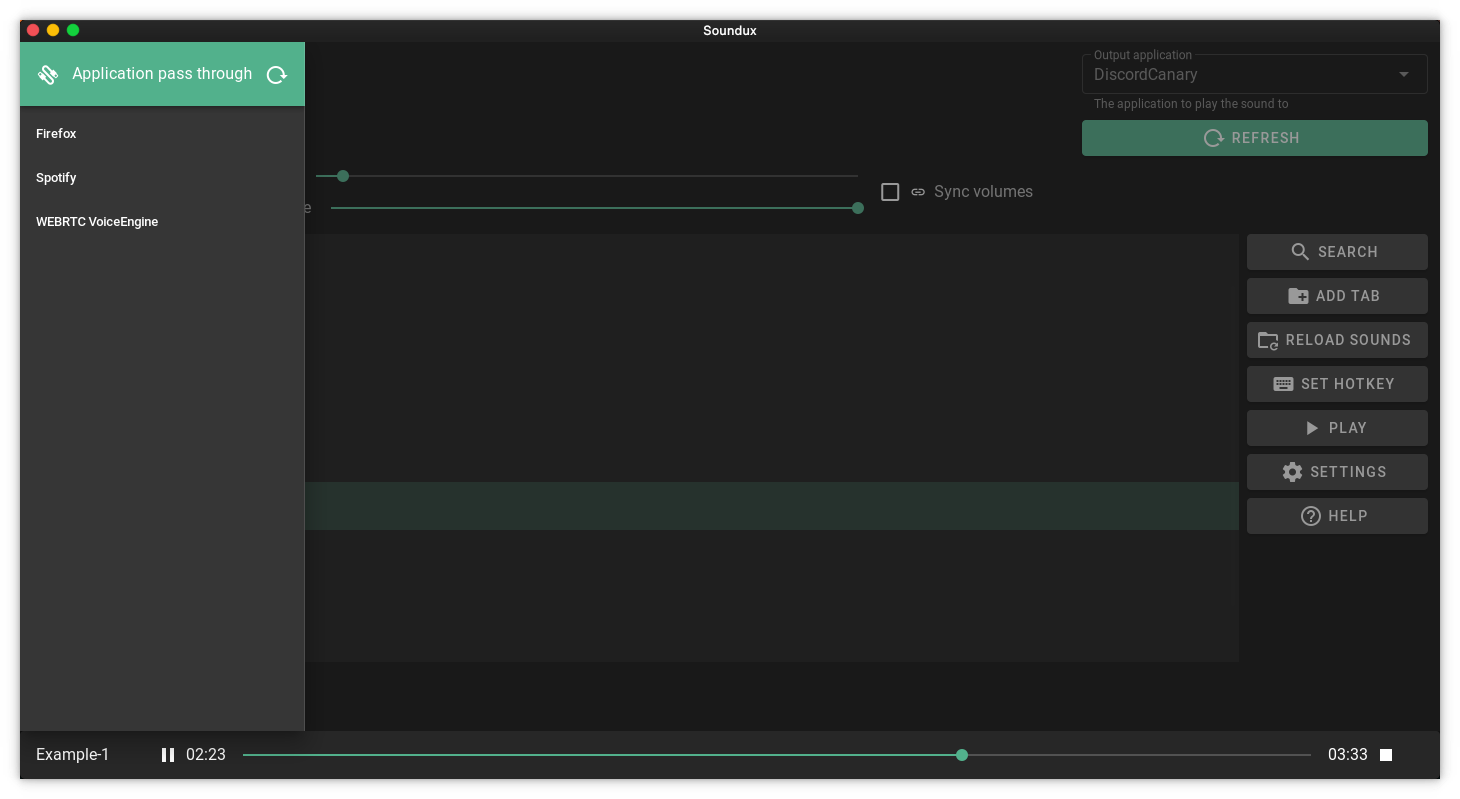 Soundux
Application pass through
Firefox
Spotify
WEBRTC VoiceEngine
Output application
DiscordCanary
The application to play the sound to
REFRESH
e
Sync volumes
SEARCH
ADD TAB
RELOAD SOUNDS
SET HOTKEY
PLAY
SETTINGS
HELP
Example-1
02:23
03:33